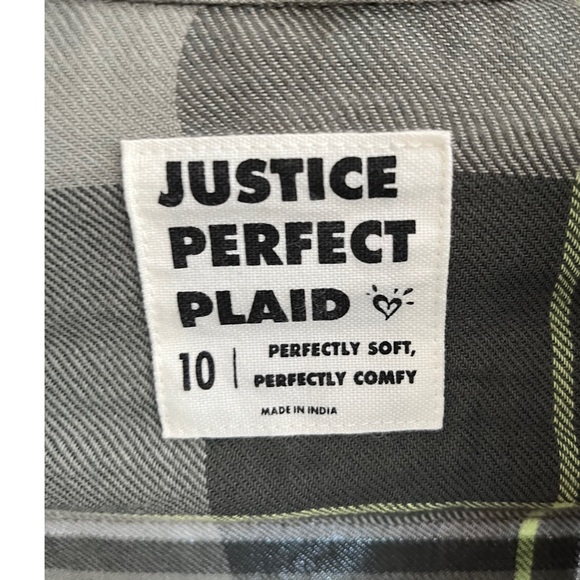 JUSTICE
PERFECT
PLAID
10 | PERFECTLY SOFT,
PERFECTLY COMFY
MADE IN INDIA